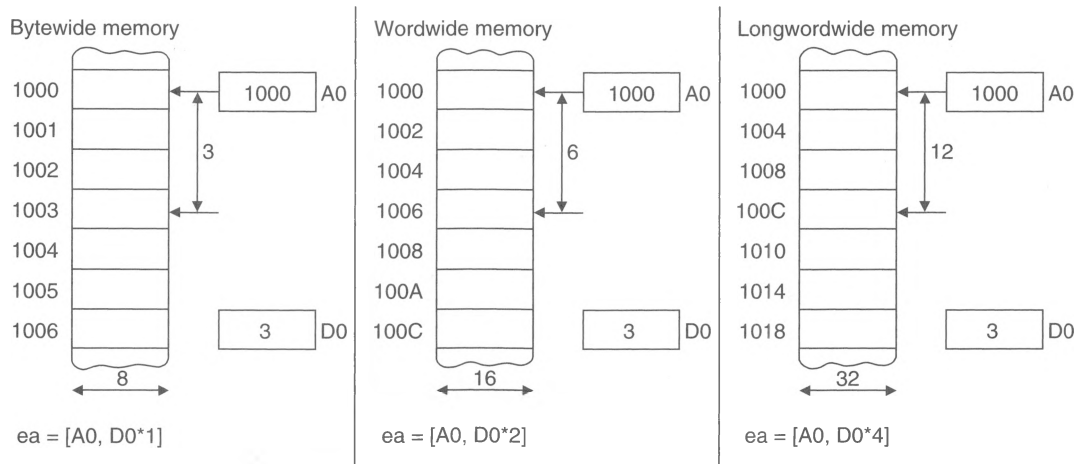 Bytewide memory
1000
1001
1002
1003
1004
1005
1006
1000 A0
3
3 D0
8
ea = [A0, D0*1]
Wordwide memory
1000
1002
1004
1006
1008
100A
100C
1000 A0
6
3 D0
16
ea = [A0, D0*2]
Longwordwide memory
1000
1004
1008
100C
1010
1014
1018
1000 A0
12
3 D0
32
ea = [A0, D0*4]